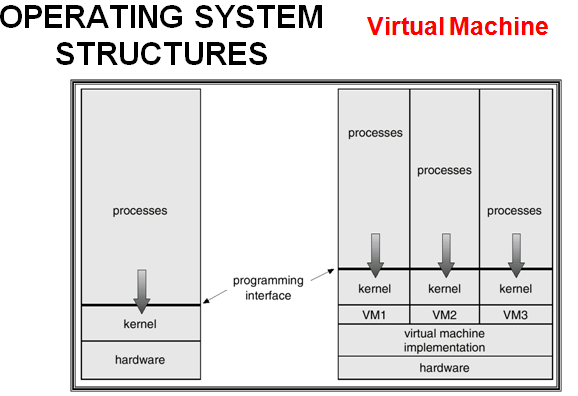 OPERATING SYSTEM
STRUCTURES
Virtual Machine
processes
kernel
hardware
programming
interface
processes
processes
processes
kernel
kernel
kernel
VM1
VM2
VM3
virtual machine
implementation
hardware